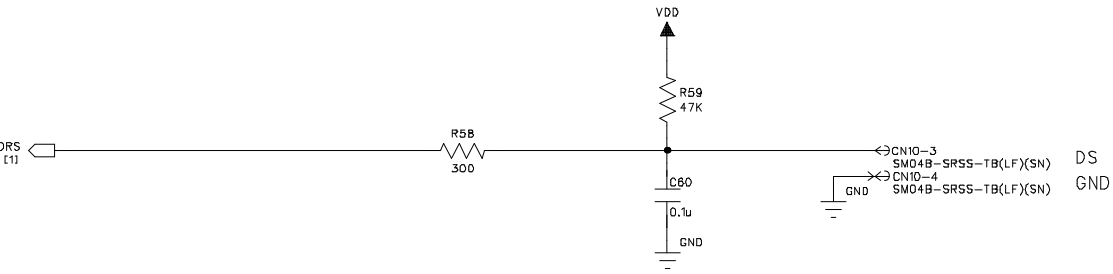 VDD
R59
47K
DRS
[1]
R58
300
CN10-3
SM04B-SRSS-TB(LF)(SN)
DS
CN10-4
SM04B-SRSS-TB(LF)(SN)
GND
GND
C60
0.1u
GND